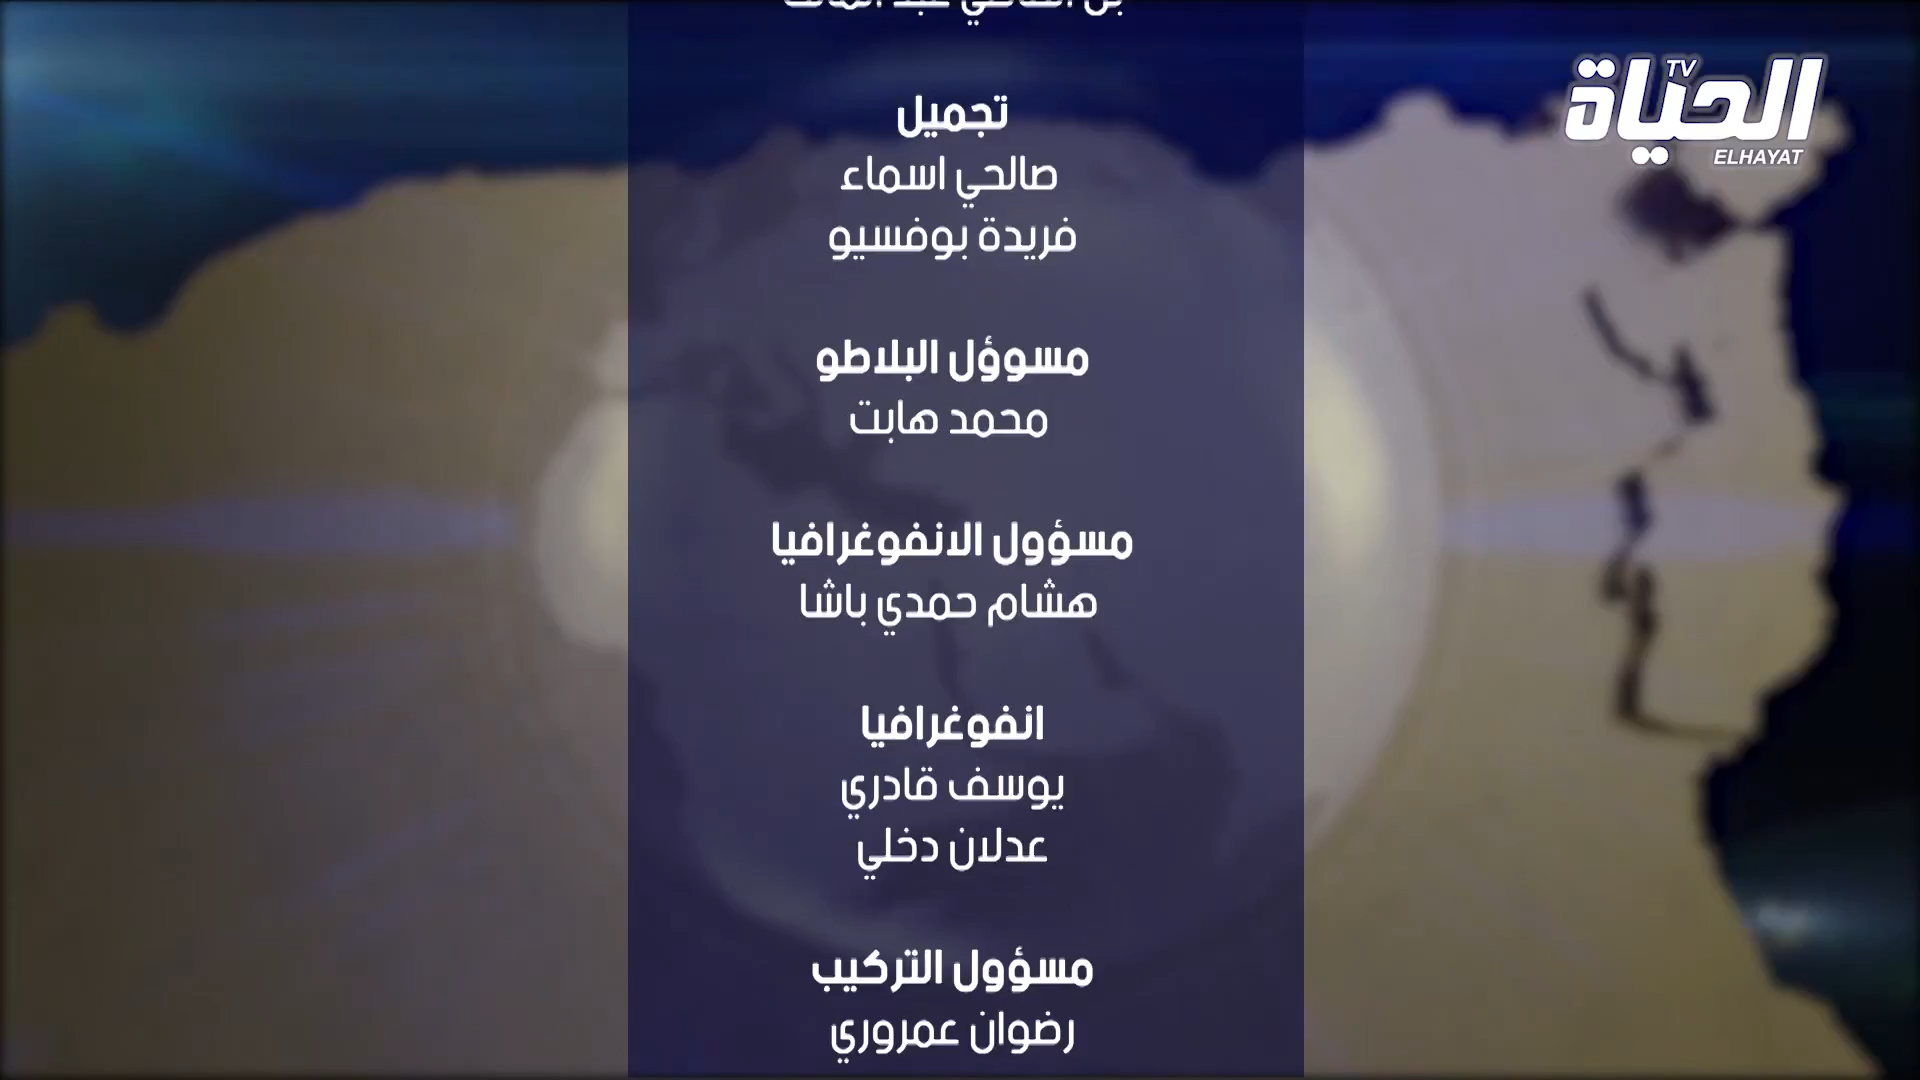 الحياة
TV
ELHAYAT
تجميل
صالحي اسماء
فريدة بوفسيو
مسوؤل البلاطو
محمد هابت
مسؤول الانفوغرافيا
هشام حمدي باشا
انفوغرافيا
يوسف قادري
عدلان دخلي
مسؤول التركيب
رضوان عمروري